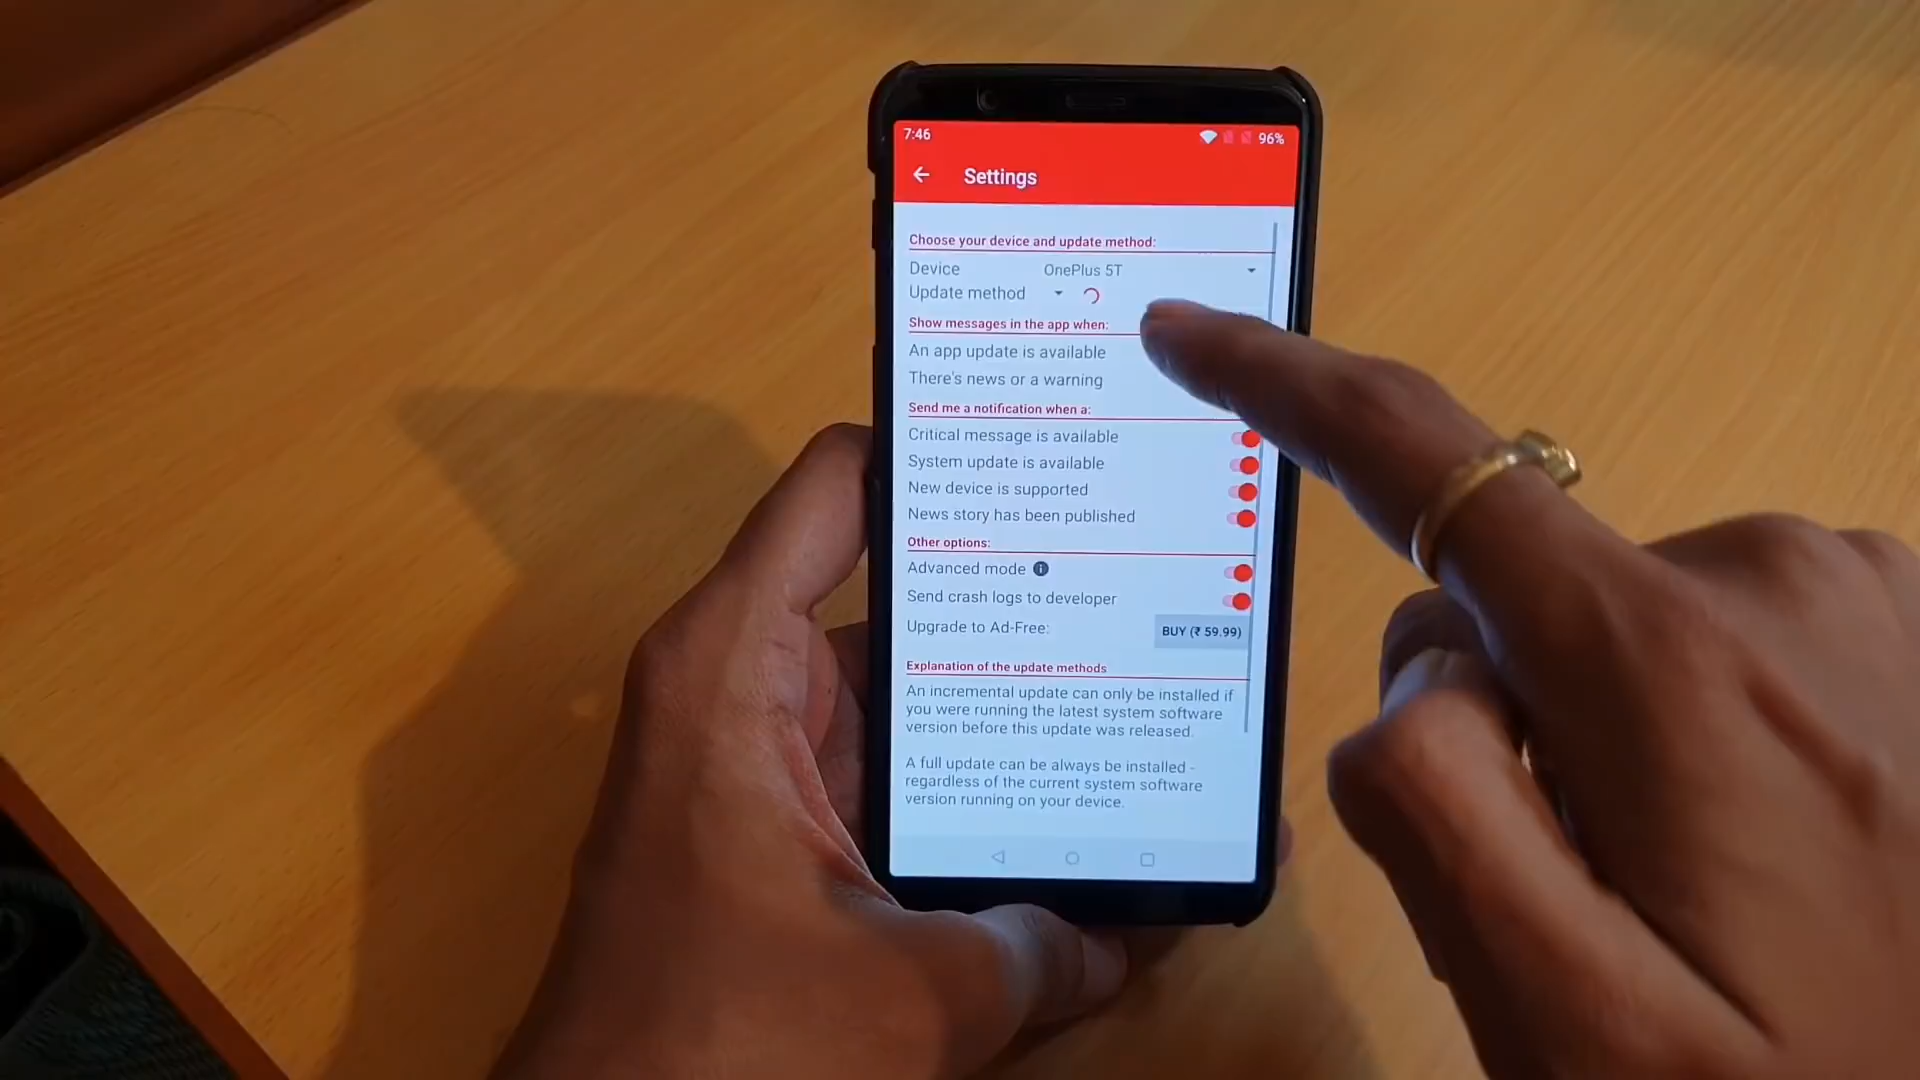 7:46
96%
Settings
Choose your device and update method:
Device OnePlus 5T
Update method
Show messages in the app when:
An app update is available
There's news or a warning
Send me a notification when a:
Critical message is available
System update is available
New device is supported
News story has been published
Other options:
Advanced mode
Send crash logs to developer
Upgrade to Ad-Free: BUY (₹ 59.99)
Explanation of the update methods
An incremental update can only be installed if
you were running the latest system software
version before this update was released.
A full update can be always be installed -
regardless of the current system software
version running on your device.